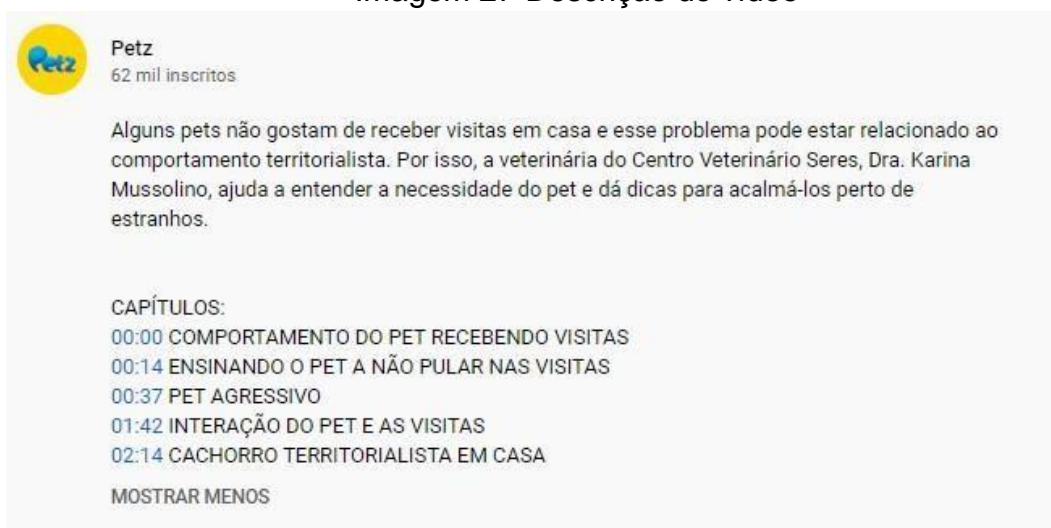 Imagem 2: Descrição do vídeo
Petz
Petz
62 mil inscritos
Alguns pets não gostam de receber visitas em casa e esse problema pode estar relacionado ao
comportamento territorialista. Por isso, a veterinária do Centro Veterinário Seres, Dra. Karina
Mussolino, ajuda a entender a necessidade do pet e dá dicas para acalmá-los perto de
estranhos.
CAPÍTULOS:
00:00 COMPORTAMENTO DO PET RECEBENDO VISITAS
00:14 ENSINANDO O PET A NÃO PULAR NAS VISITAS
00:37 PET AGRESSIVO
01:42 INTERAÇÃO DO PET E AS VISITAS
02:14 CACHORRO TERRITORIALISTA EM CASA
MOSTRAR MENOS